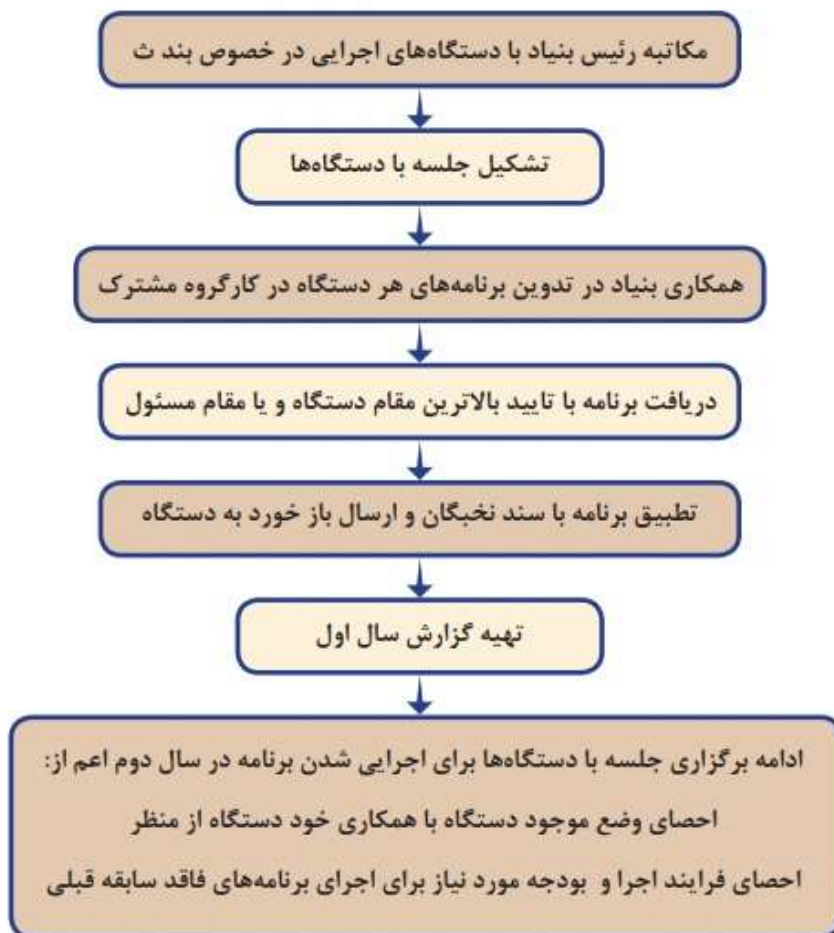 مکاتبه رئیس بنیاد با دستگاه‌های اجرایی در خصوص بند ث
تشکیل جلسه با دستگاه‌ها
همکاری بنیاد در تدوین برنامه‌های هر دستگاه در کارگروه مشترک
دریافت برنامه با تایید بالاترین مقام دستگاه و یا مقام مسئول
تطبیق برنامه با سند نخبگان و ارسال باز خورد به دستگاه
تهیه گزارش سال اول
ادامه برگزاری جلسه با دستگاه‌ها برای اجرایی شدن برنامه در سال دوم اعم از:
احصای وضع موجود دستگاه با همکاری خود دستگاه از منظر
احصای فرایند اجرا و بودجه مورد نیاز برای اجرای برنامه‌های فاقد سابقه قبلی